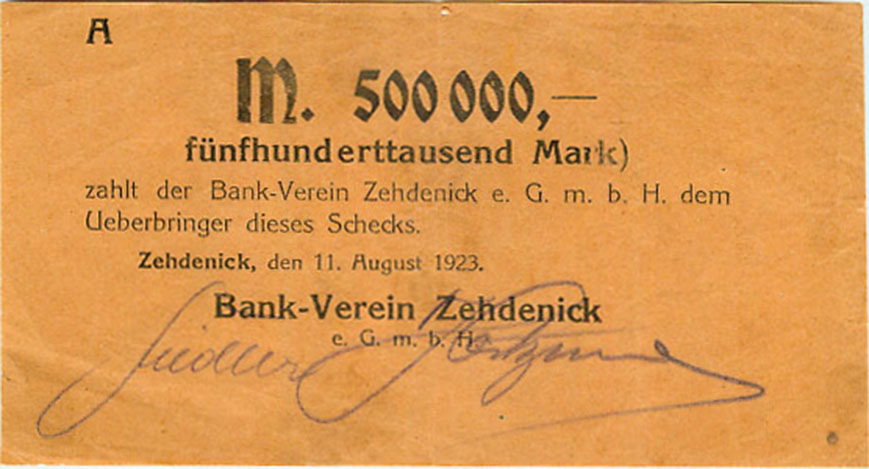 A
M. 500 000,—
fünfhunderttausend Mark)
zahlt der Bank-Verein Zehdenick e. G. m. b. H. dem
Ueberbringer dieses Schecks.
Zehdenick, den 11. August 1923.
Bank-Verein Zehdenick
e. G. m. b. H.